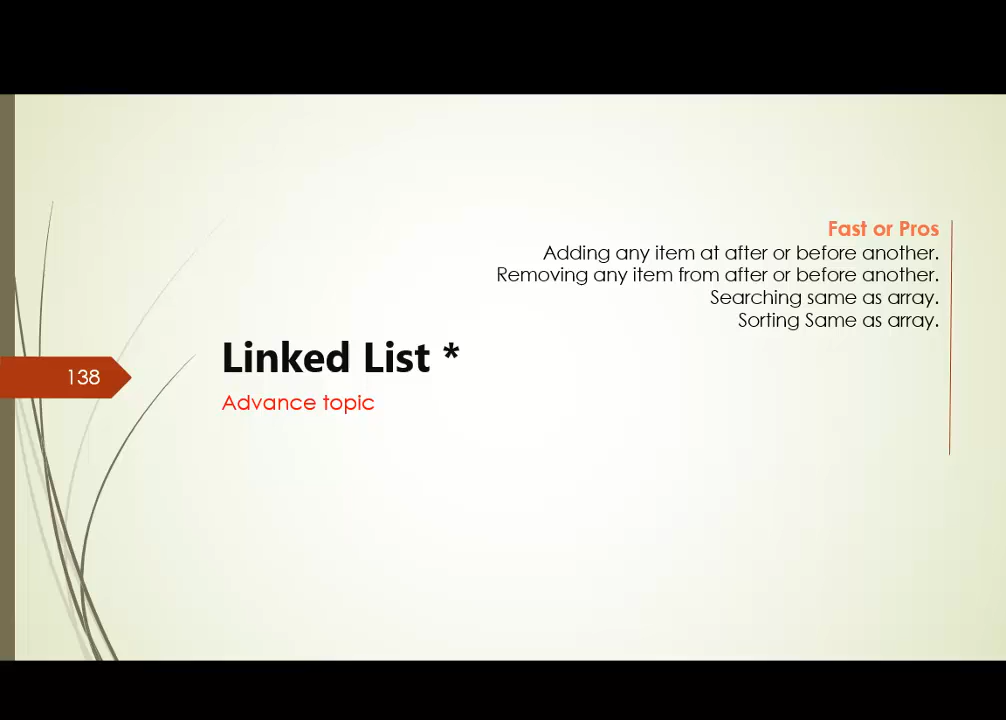 Fast or Pros
Adding any item at after or before another.
Removing any item from after or before another.
Searching same as array.
Sorting Same as array.
Linked List *
138
Advance topic